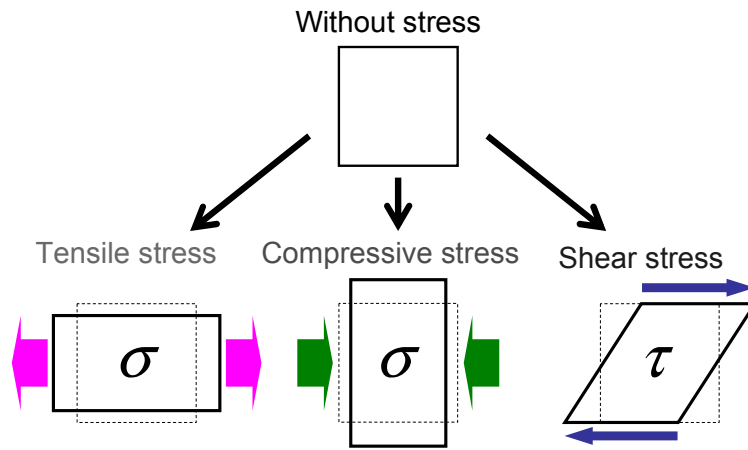 Without stress
Tensile stress
Compressive stress
Shear stress
σ
σ
τ